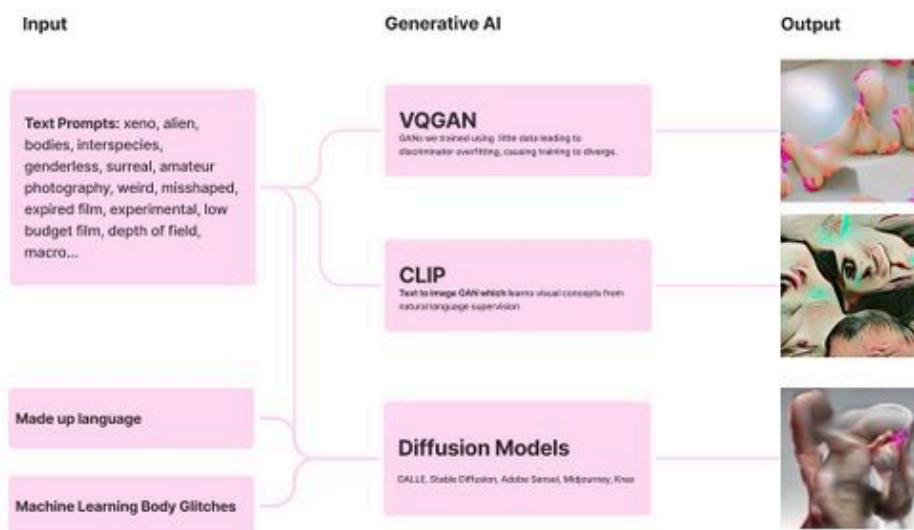 Input
Generative AI
Output
Text Prompts: xeno, alien,
bodies, interspecies,
genderless, surreal, amateur
photography, weird, misshaped,
expired film, experimental, low
budget film, depth of field,
macro...
VQGAN
GANs we trained using little data leading to
discriminator overfitting, causing training to diverge.
CLIP
Text to image GAN which learns visual concepts from
natural language supervision
Made up language
Machine Learning Body Glitches
Diffusion Models
DALLE, Stable Diffusion, Adobe Sensei, Midjourney, Krea